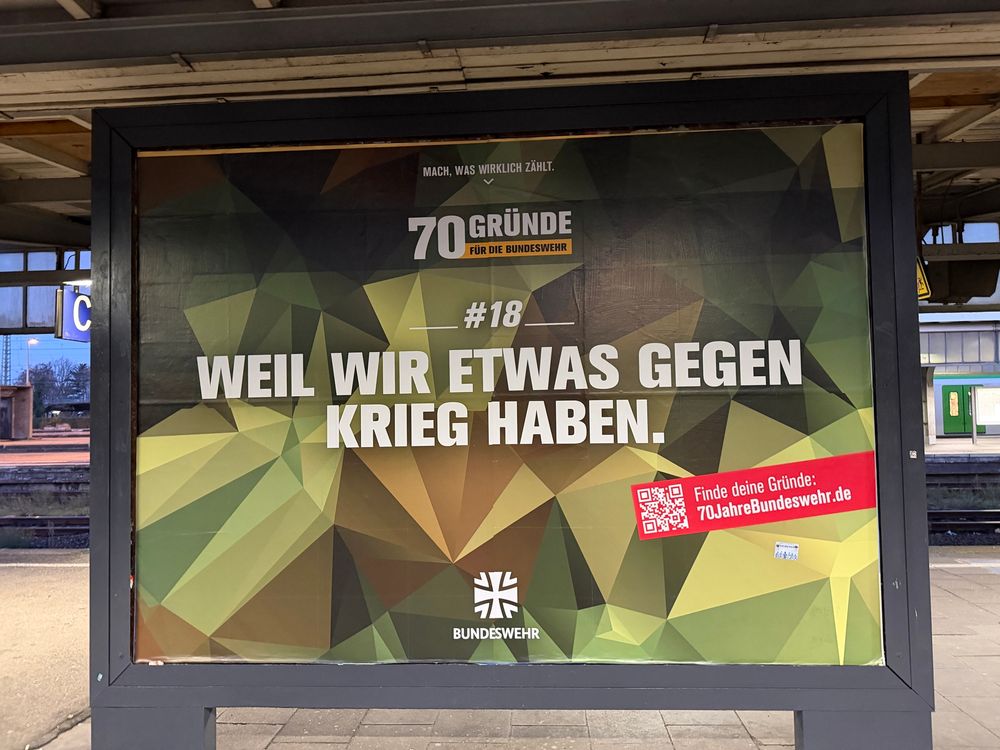 MACH, WAS WIRKLICH ZÄHLT.
70 GRÜNDE
FÜR DIE BUNDESWEHR
#18
WEIL WIR ETWAS GEGEN
KRIEG HABEN.
Finde deine Gründe:
70JahreBundeswehr.de
BUNDESWEHR
C